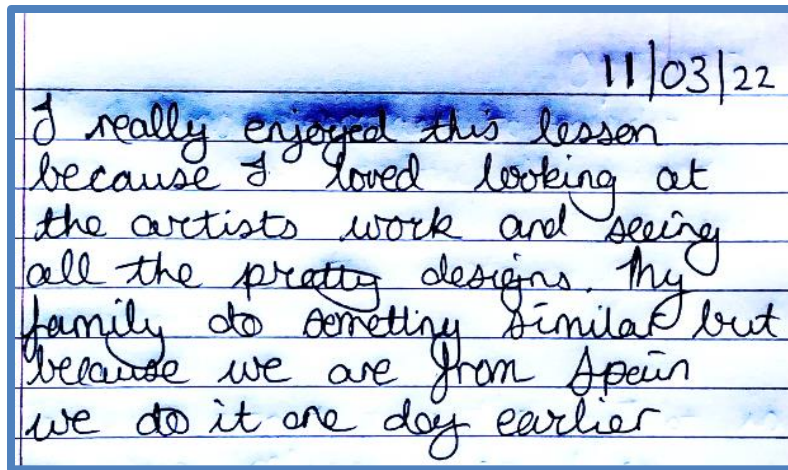 11/03/22
I really enjoyed this lesson
because I loved looking at
the artists work and seeing
all the pretty designs. My
family do something similar but
because we are from Spain
we do it one day earlier